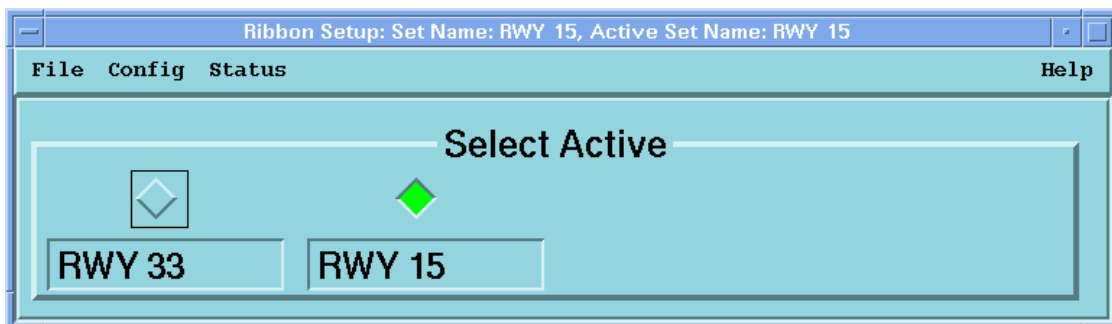 Ribbon Setup: Set Name: RWY 15, Active Set Name: RWY 15
File Config Status Help
Select Active
RWY 33 RWY 15